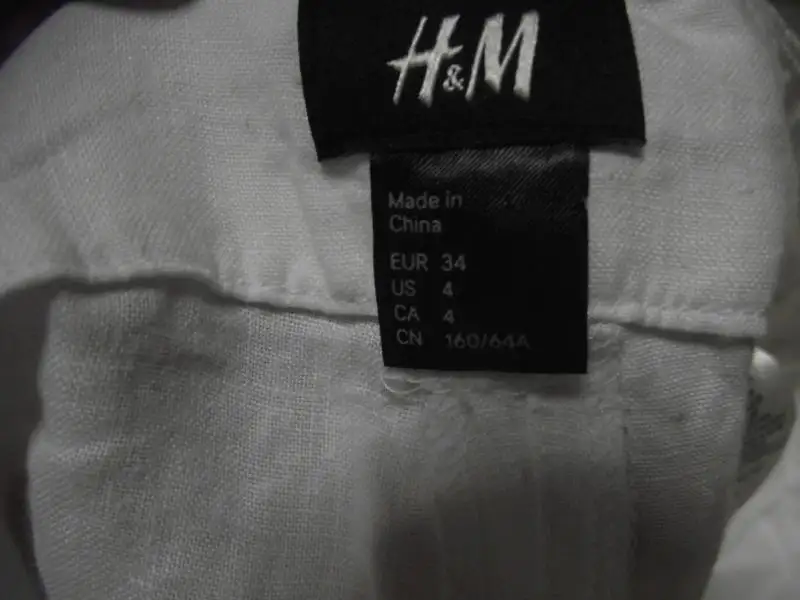 H&M
Made in
China
EUR 34
US 4
CA 4
CN 160/64A